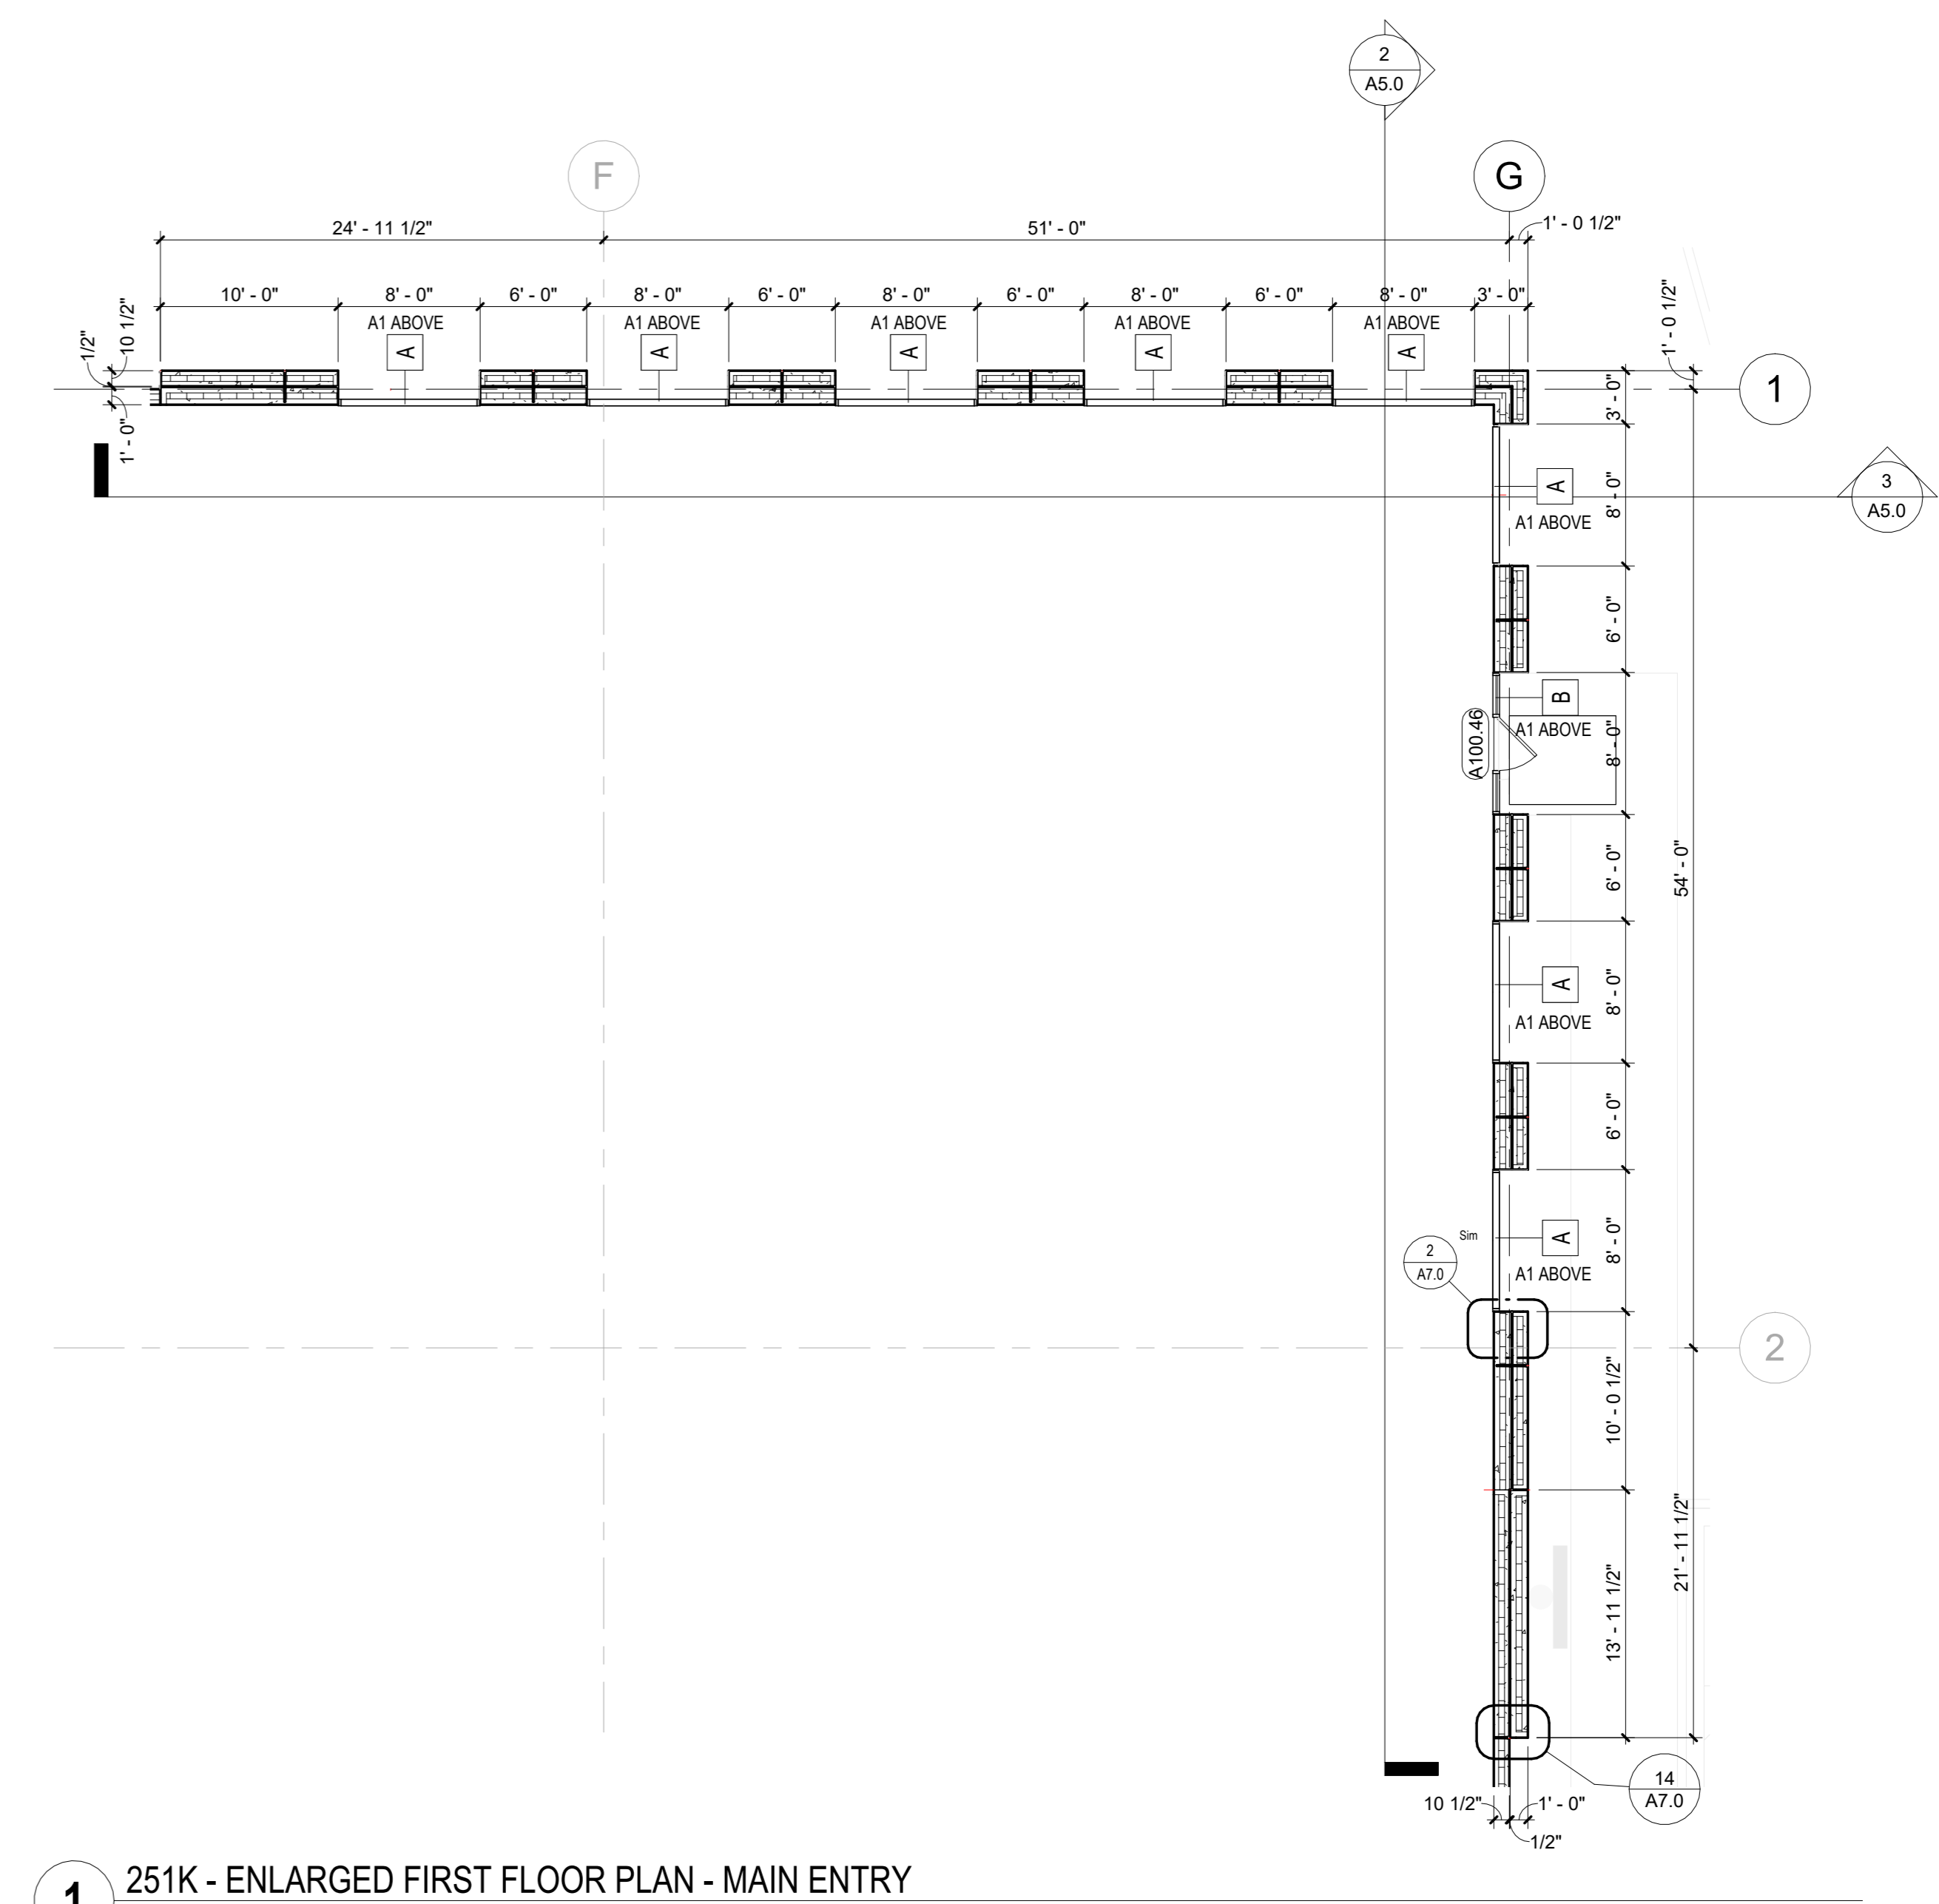 2
A5.0
F
G
24' - 11 1/2"
51' - 0"
1' - 0 1/2"
10' - 0"
8' - 0"
6' - 0"
8' - 0"
6' - 0"
8' - 0"
6' - 0"
8' - 0"
6' - 0"
8' - 0"
3' - 0"
A1 ABOVE
A1 ABOVE
A1 ABOVE
A1 ABOVE
A1 ABOVE
A
A
A
A
A
1/2"
10 1/2"
1' - 0"
1' - 0 1/2"
1
3' - 0"
A
A1 ABOVE
8' - 0"
3
A5.0
6' - 0"
B
A1 ABOVE
A100.46
8' - 0"
6' - 0"
54' - 0"
A
A1 ABOVE
8' - 0"
6' - 0"
Sim
2
A7.0
A
A1 ABOVE
8' - 0"
2
10' - 0 1/2"
21' - 11 1/2"
13' - 11 1/2"
14
A7.0
10 1/2"
1' - 0"
1/2"
1
251K - ENLARGED FIRST FLOOR PLAN - MAIN ENTRY